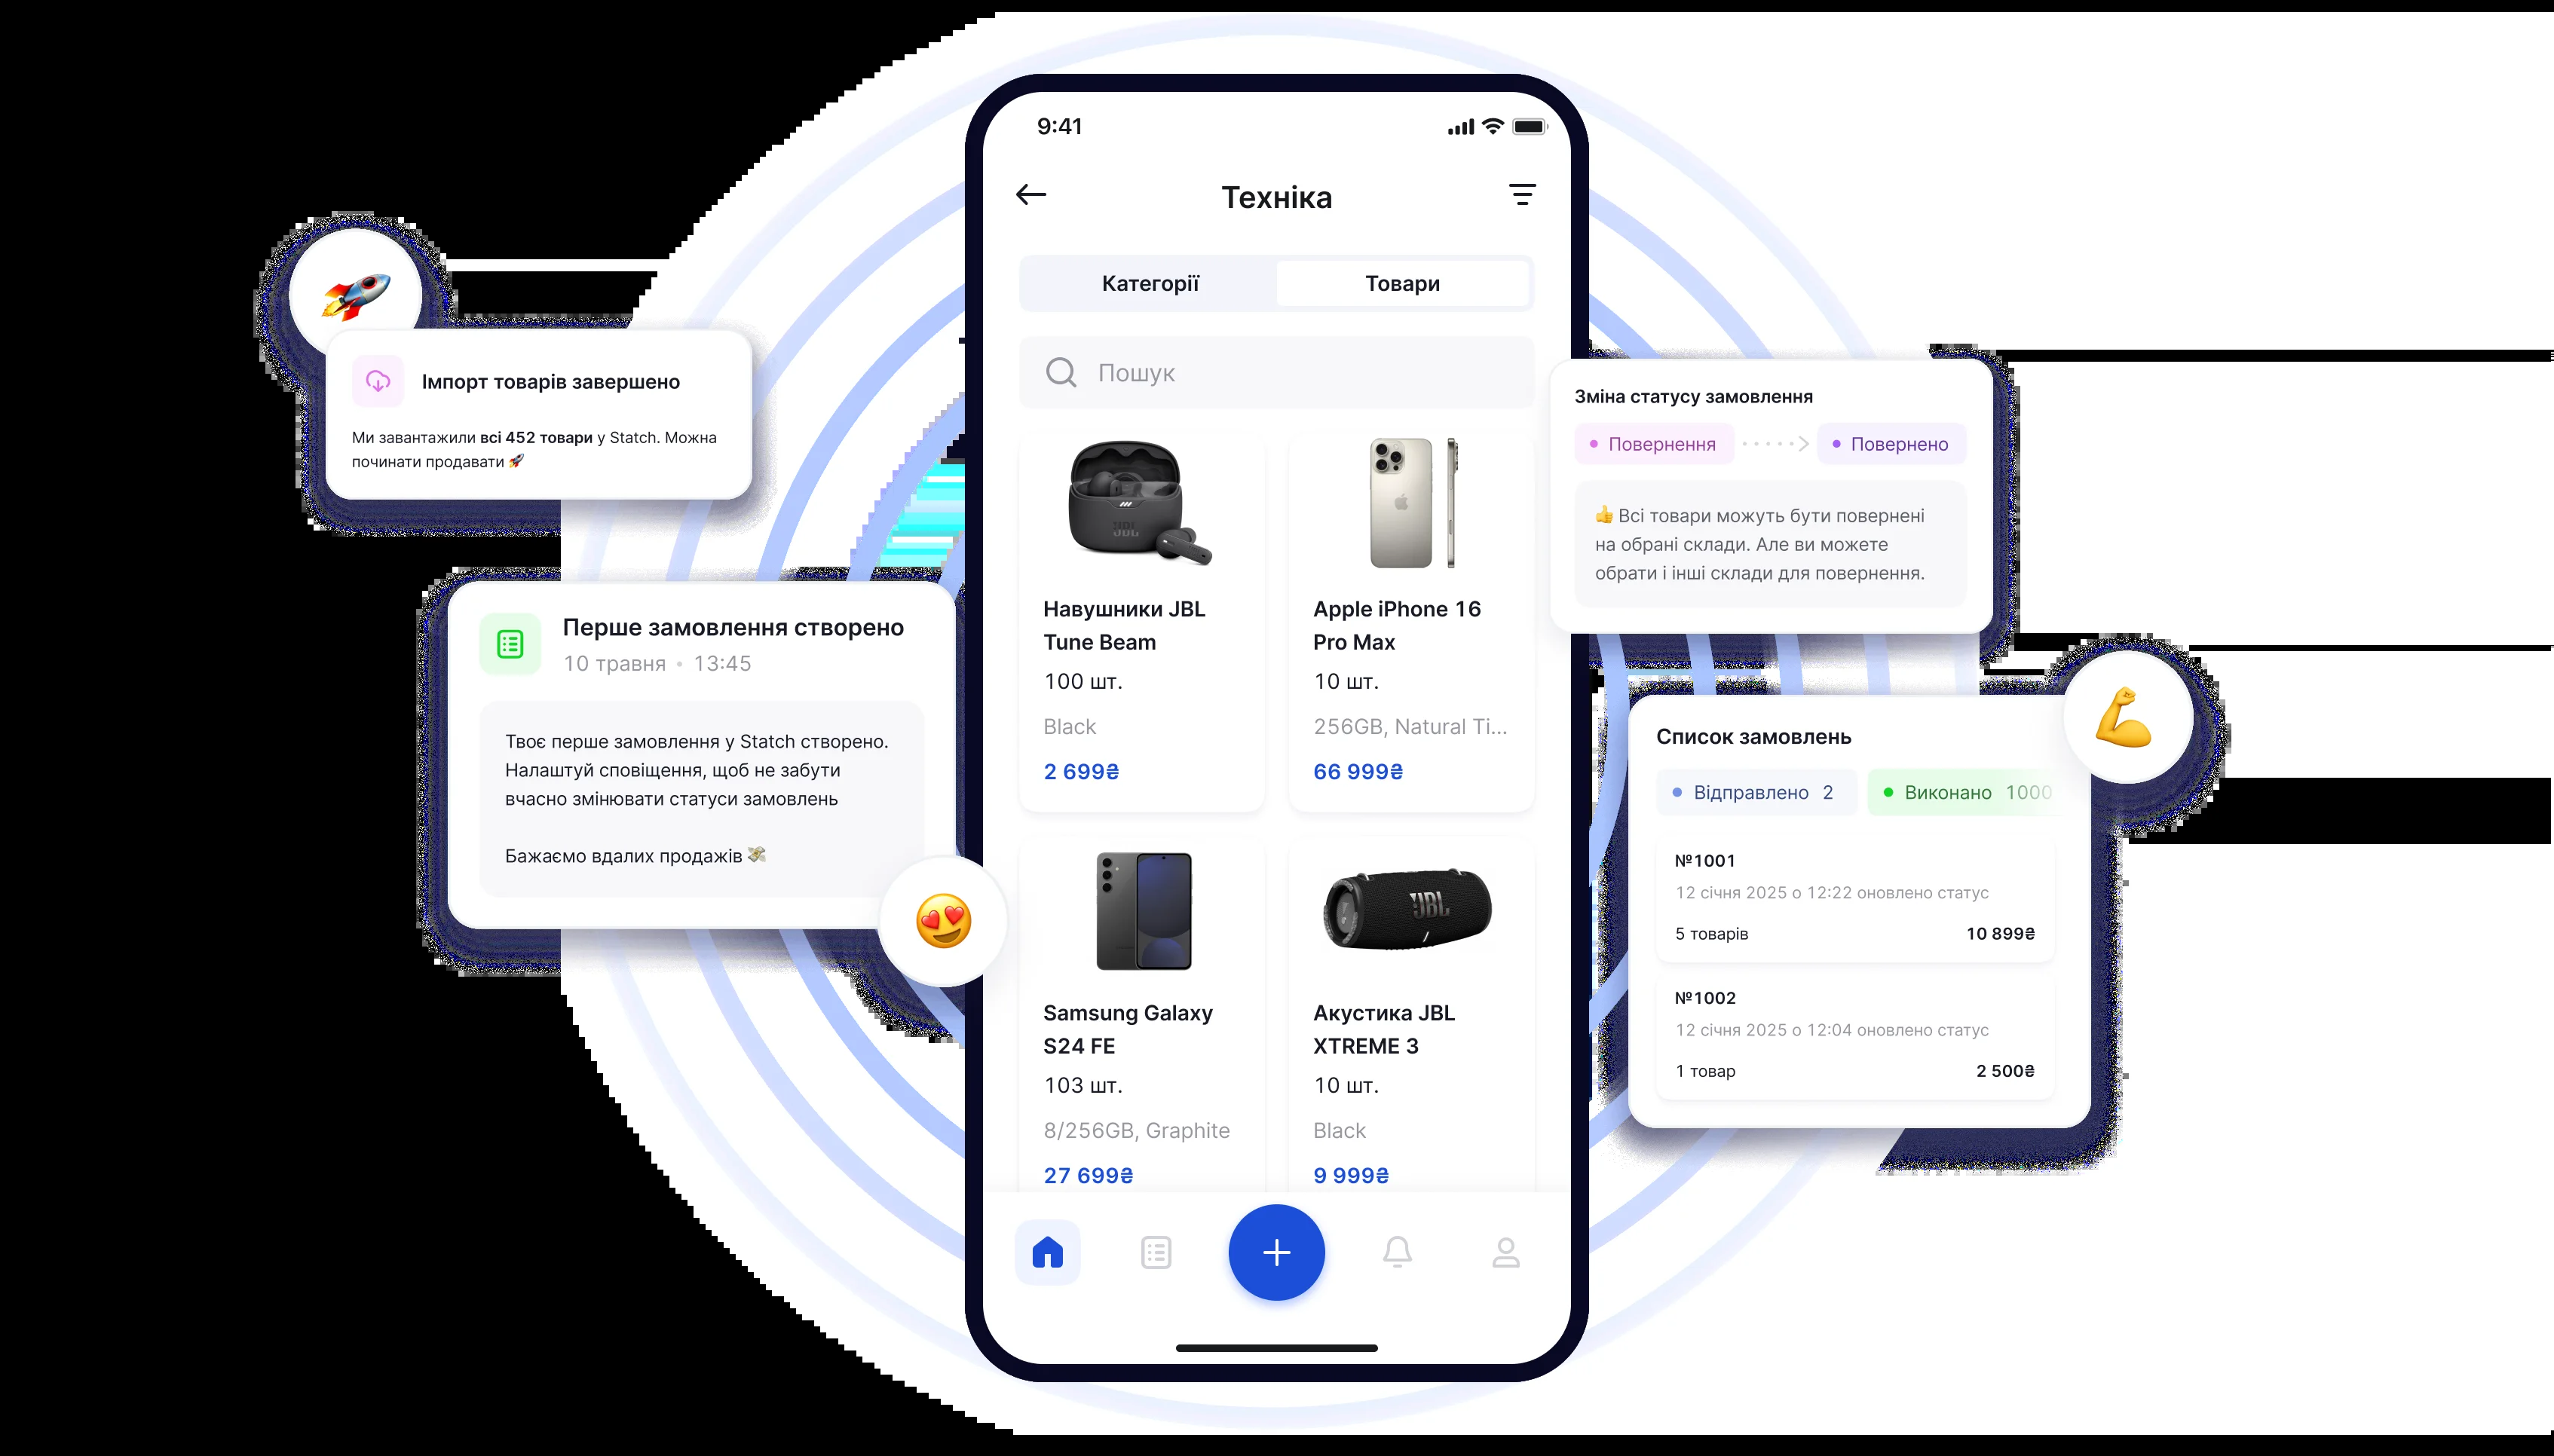 9:41
Техніка
Категорії
Товари
Пошук
JBL
Навушники JBL
Tune Beam
100 шт.
Black
2 699₴
Apple iPhone 16
Pro Max
10 шт.
256GB, Natural Ti...
66 999₴
Samsung Galaxy
S24 FE
103 шт.
8/256GB, Graphite
27 699₴
JBL
Акустика JBL
XTREME 3
10 шт.
Black
9 999₴
Імпорт товарів завершено
Ми завантажили всі 452 товари у Statch. Можна
починати продавати 🚀
Перше замовлення створено
10 травня • 13:45
Твоє перше замовлення у Statch створено.
Налаштуй сповіщення, щоб не забути
вчасно змінювати статуси замовлень
Бажаємо вдалих продажів 💸
Зміна статусу замовлення
Повернення
Повернено
👍 Всі товари можуть бути повернені
на обрані склади. Але ви можете
обрати і інші склади для повернення.
Список замовлень
Відправлено 2
Виконано 1000
№1001
12 січня 2025 о 12:22 оновлено статус
5 товарів
10 899₴
№1002
12 січня 2025 о 12:04 оновлено статус
1 товар
2 500₴